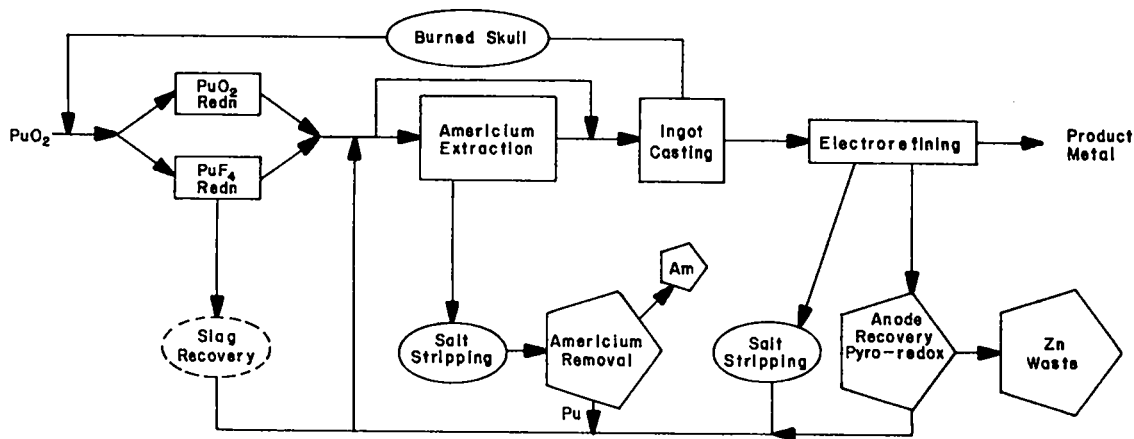 Burned Skull
PuO₂
Redn
PuO₂
PuF₄
Redn
Americium
Extraction
Ingot
Casting
Electrorefining
Product
Metal
Slag
Recovery
Salt
Stripping
Americium
Removal
Am
Pu
Salt
Stripping
Anode
Recovery
Pyro-redox
Zn
Waste